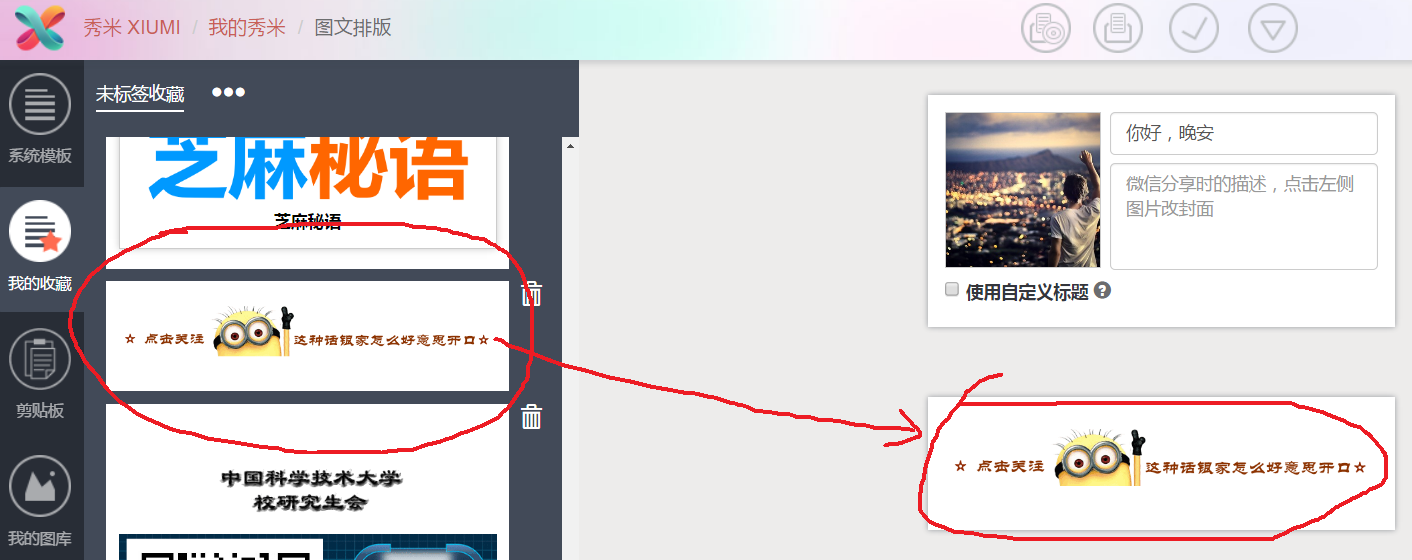 秀米 XIUMI / 我的秀米 / 图文排版
系统模板
我的收藏
剪贴板
我的图库
未标签收藏 •••
芝麻秘语
芝麻秘语
☆ 点击关注 这种话银家怎么好意思开口☆
中国科学技术大学
校研究生会
你好，晚安
微信分享时的描述，点击左侧
图片改封面
使用自定义标题 ?
☆ 点击关注 这种话银家怎么好意思开口☆